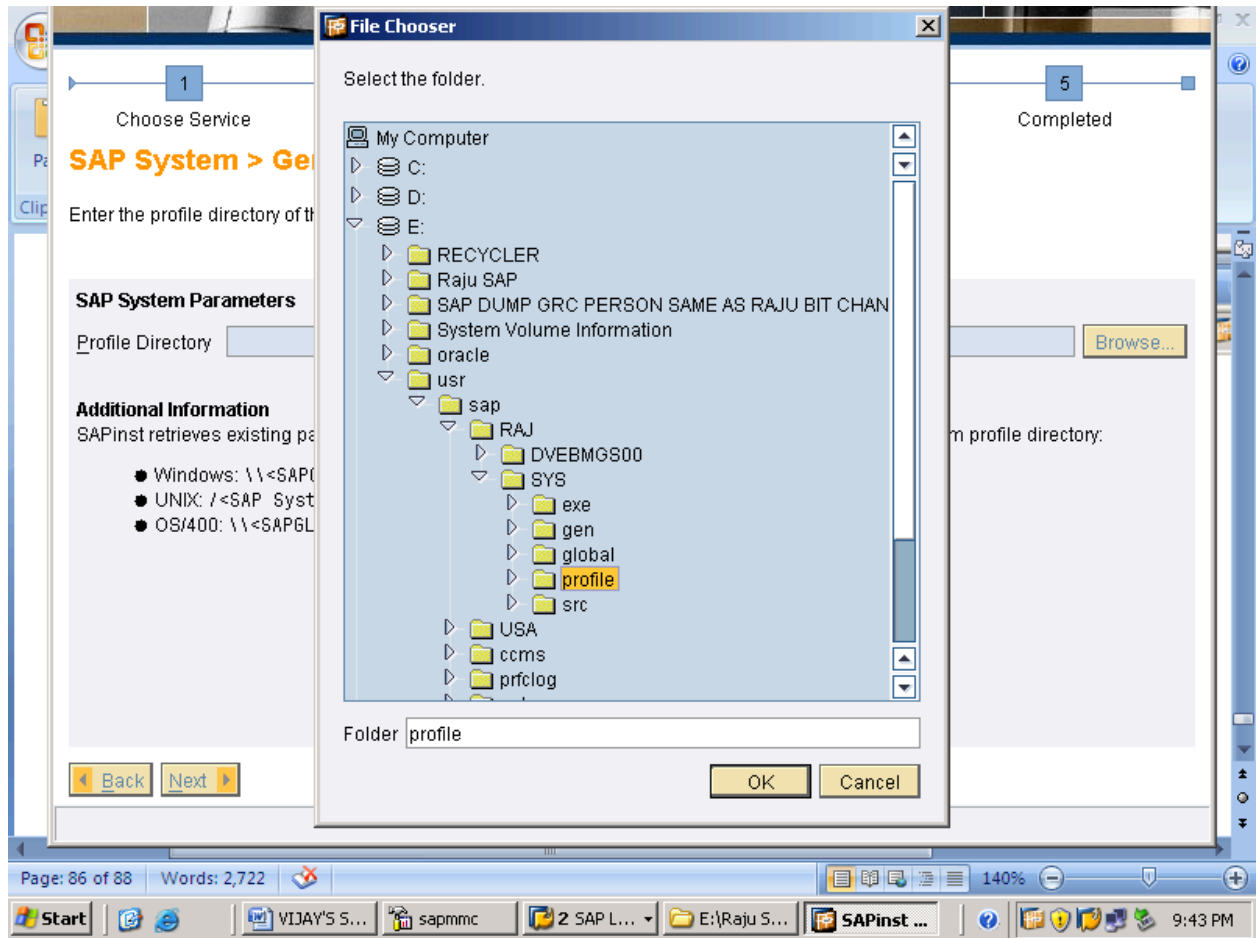 File Chooser
Select the folder.
My Computer
C:
D:
E:
RECYCLER
Raju SAP
SAP DUMP GRC PERSON SAME AS RAJU BIT CHAN
System Volume Information
oracle
usr
sap
RAJ
DVEBMGS00
SYS
exe
gen
global
profile
src
USA
ccms
prfclog
Folder profile
OK Cancel
1 5
Choose Service Completed
SAP System > Ge
Enter the profile directory of th
SAP System Parameters
Profile Directory Browse...
Additional Information
SAPinst retrieves existing pa m profile directory:
Windows: \\<SAP
UNIX: /<SAP Syst
OS/400: \\<SAPGL
Back Next
Clip
Page: 86 of 88 Words: 2,722 140%
Start VIJAY'S S... sapmmc 2 SAP L... E:\Raju S... SAPinst ... 9:43 PM